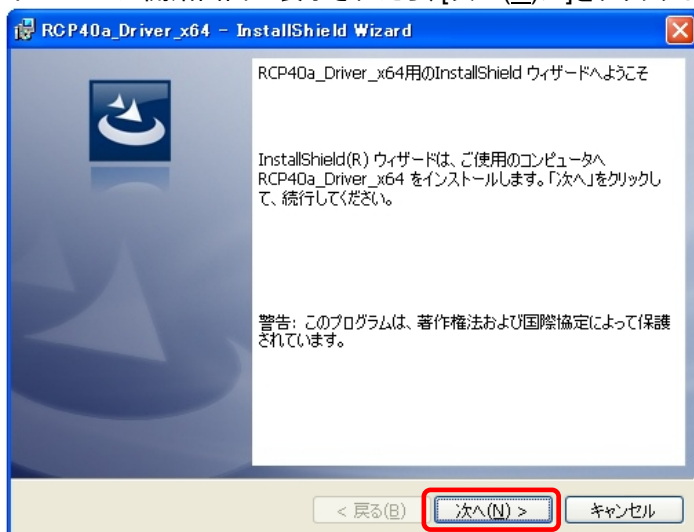 RCP40a_Driver_x64 - InstallShield Wizard
RCP40a_Driver_x64用のInstallShield ウィザードへようこそ
InstallShield(R) ウィザードは、ご使用のコンピュータへ
RCP40a_Driver_x64 をインストールします。「次へ」をクリックし
て、続行してください。
警告: このプログラムは、著作権法および国際協定によって保護
されています。
< 戻る(B)
次へ(N) >
キャンセル